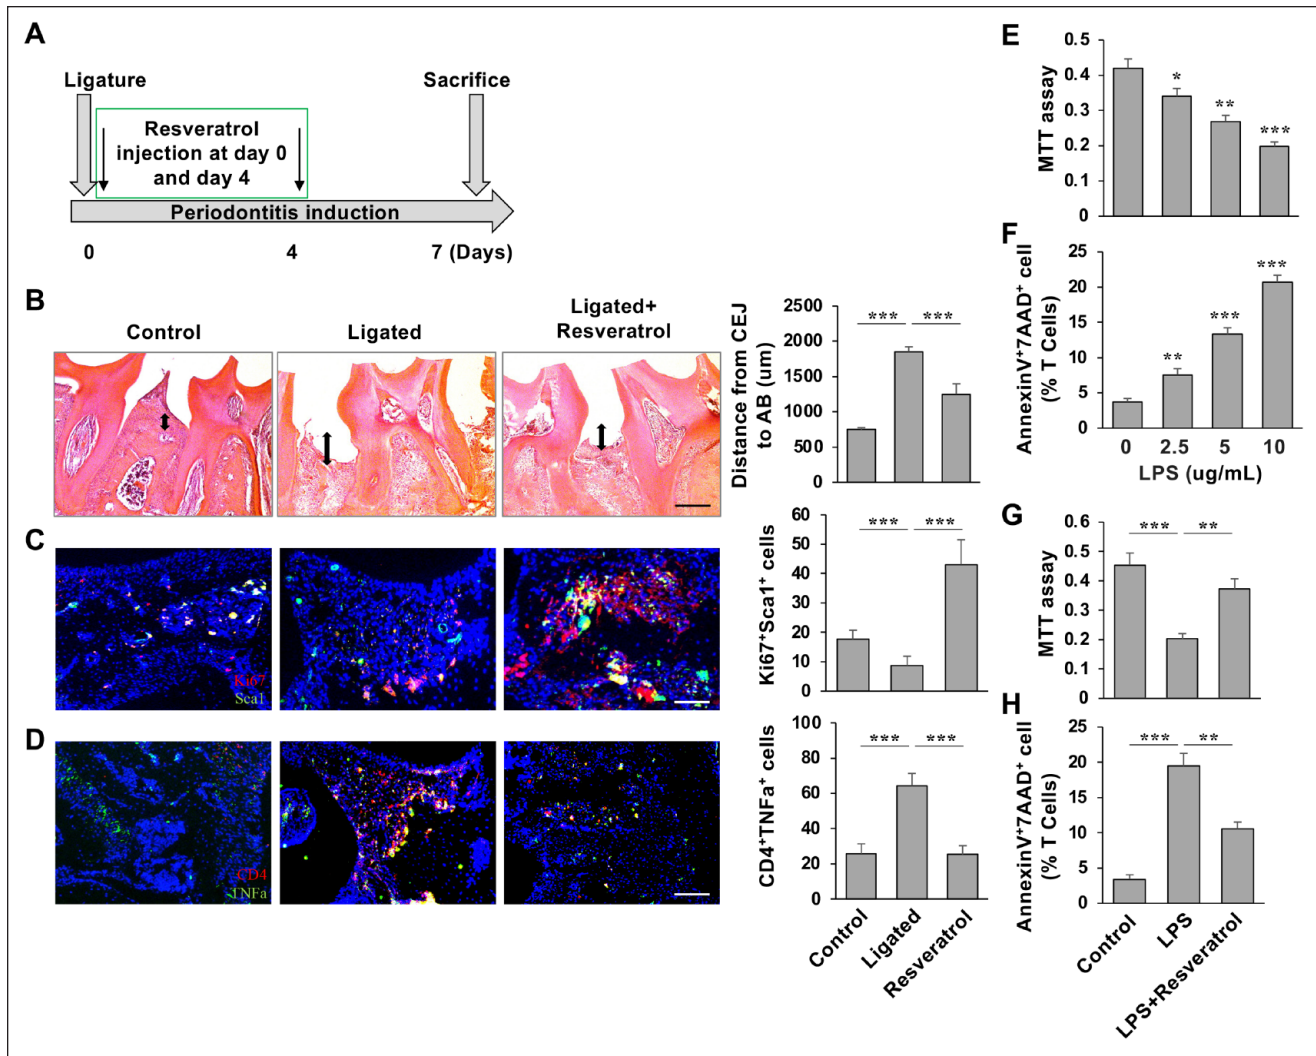 A
Ligature
Sacrifice
Resveratrol
injection at day 0
and day 4
Periodontitis induction
0
4
7 (Days)
B
Control
Ligated
Ligated+
Resveratrol
Distance from CEJ
to AB (um)
2500
2000
1500
1000
500
0
***
***
C
Ki67
Sca1
Ki67+Sca1+ cells
60
50
40
30
20
10
0
***
***
D
CD4
TNFa
CD4+TNFa+ cells
100
80
60
40
20
0
***
***
Control
Ligated
Resveratrol
E
MTT assay
0.5
0.4
0.3
0.2
0.1
0
*
**
***
F
AnnexinV+7AAD+ cell
(% T Cells)
25
20
15
10
5
0
**
***
***
0
2.5
5
10
LPS (ug/mL)
G
MTT assay
0.6
0.5
0.4
0.3
0.2
0.1
0
***
**
H
AnnexinV+7AAD+ cell
(% T Cells)
25
20
15
10
5
0
***
**
Control
LPS
LPS+Resveratrol